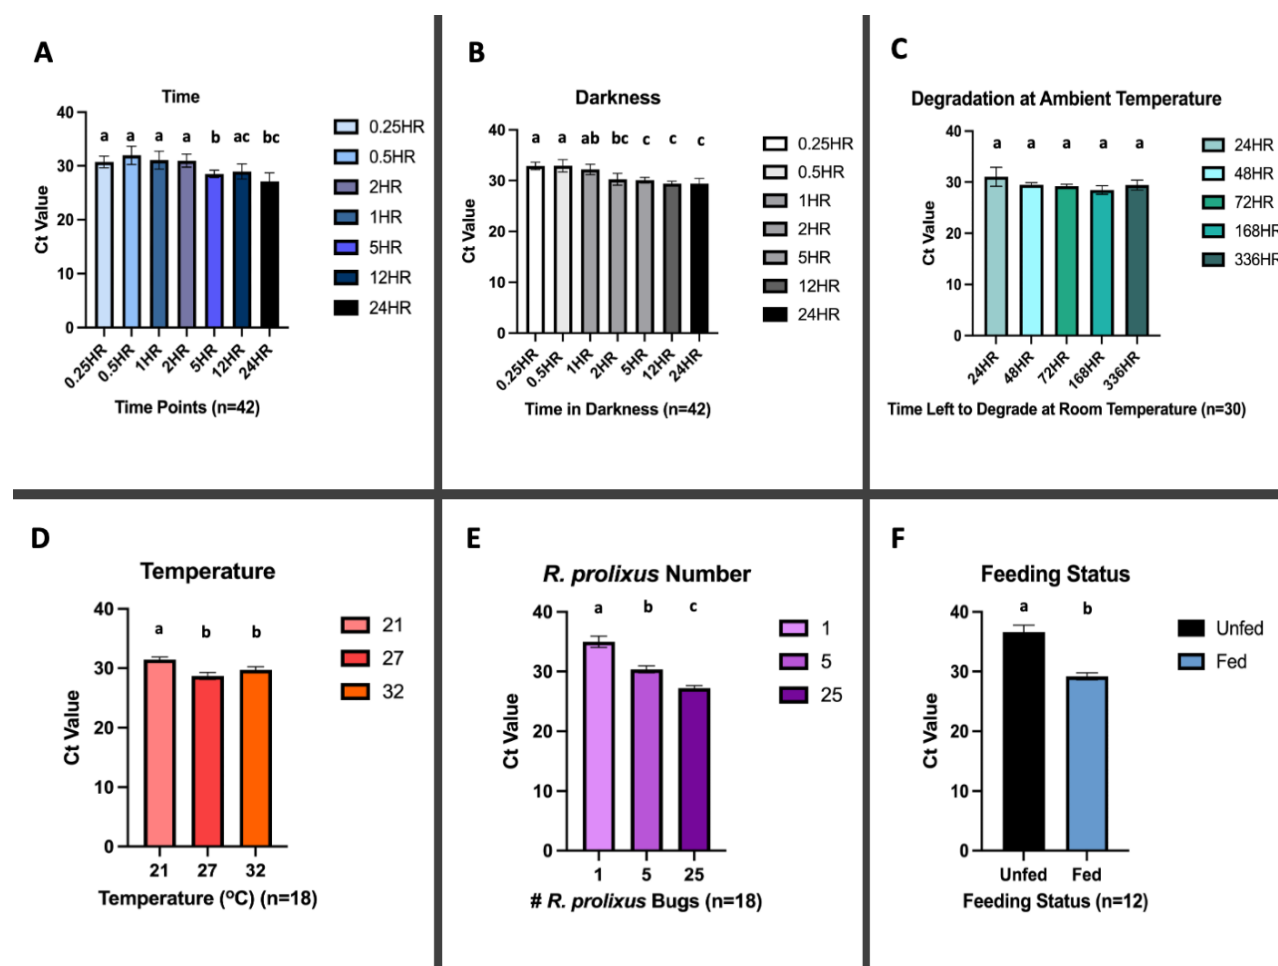 A
Time
40
30
20
10
0
Ct Value
a a a a b ac bc
0.25HR
0.5HR
1HR
2HR
5HR
12HR
24HR
Time Points (n=42)
0.25HR
0.5HR
2HR
1HR
5HR
12HR
24HR
B
Darkness
40
30
20
10
0
Ct Value
a a ab bc c c c
0.25HR
0.5HR
1HR
2HR
5HR
12HR
24HR
Time in Darkness (n=42)
0.25HR
0.5HR
1HR
2HR
5HR
12HR
24HR
C
Degradation at Ambient Temperature
40
30
20
10
0
Ct Value
a a a a a
24HR
48HR
72HR
168HR
336HR
Time Left to Degrade at Room Temperature (n=30)
24HR
48HR
72HR
168HR
336HR
D
Temperature
40
30
20
10
0
Ct Value
a b b
21 27 32
Temperature (ºC) (n=18)
21
27
32
E
R. prolixus Number
40
30
20
10
0
Ct Value
a b c
1 5 25
# R. prolixus Bugs (n=18)
1
5
25
F
Feeding Status
40
30
20
10
0
Ct Value
a b
Unfed Fed
Feeding Status (n=12)
Unfed
Fed